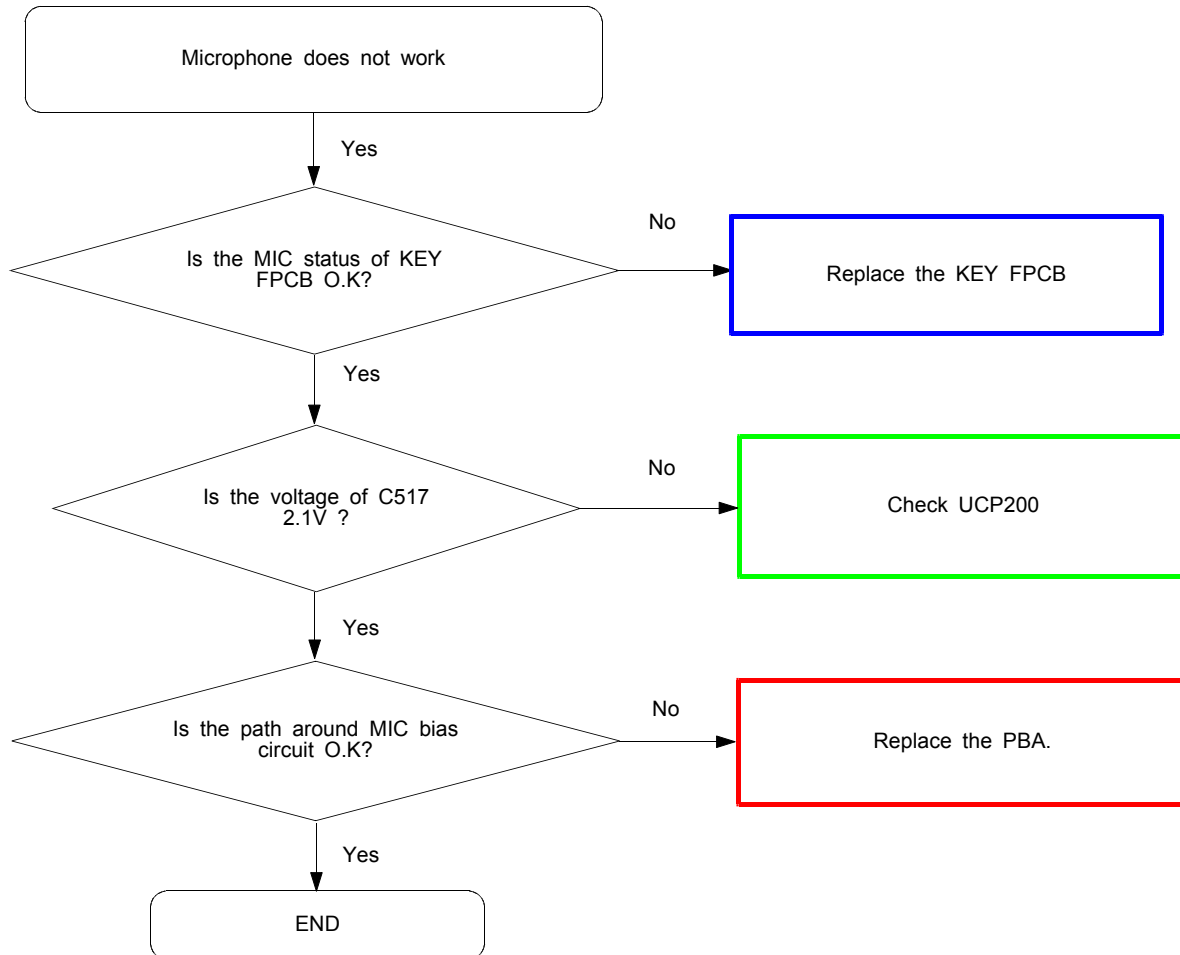 Microphone does not work
Yes
Is the MIC status of KEY
FPCB O.K?
No
Replace the KEY FPCB
Yes
Is the voltage of C517
2.1V ?
No
Check UCP200
Yes
Is the path around MIC bias
circuit O.K?
No
Replace the PBA.
Yes
END